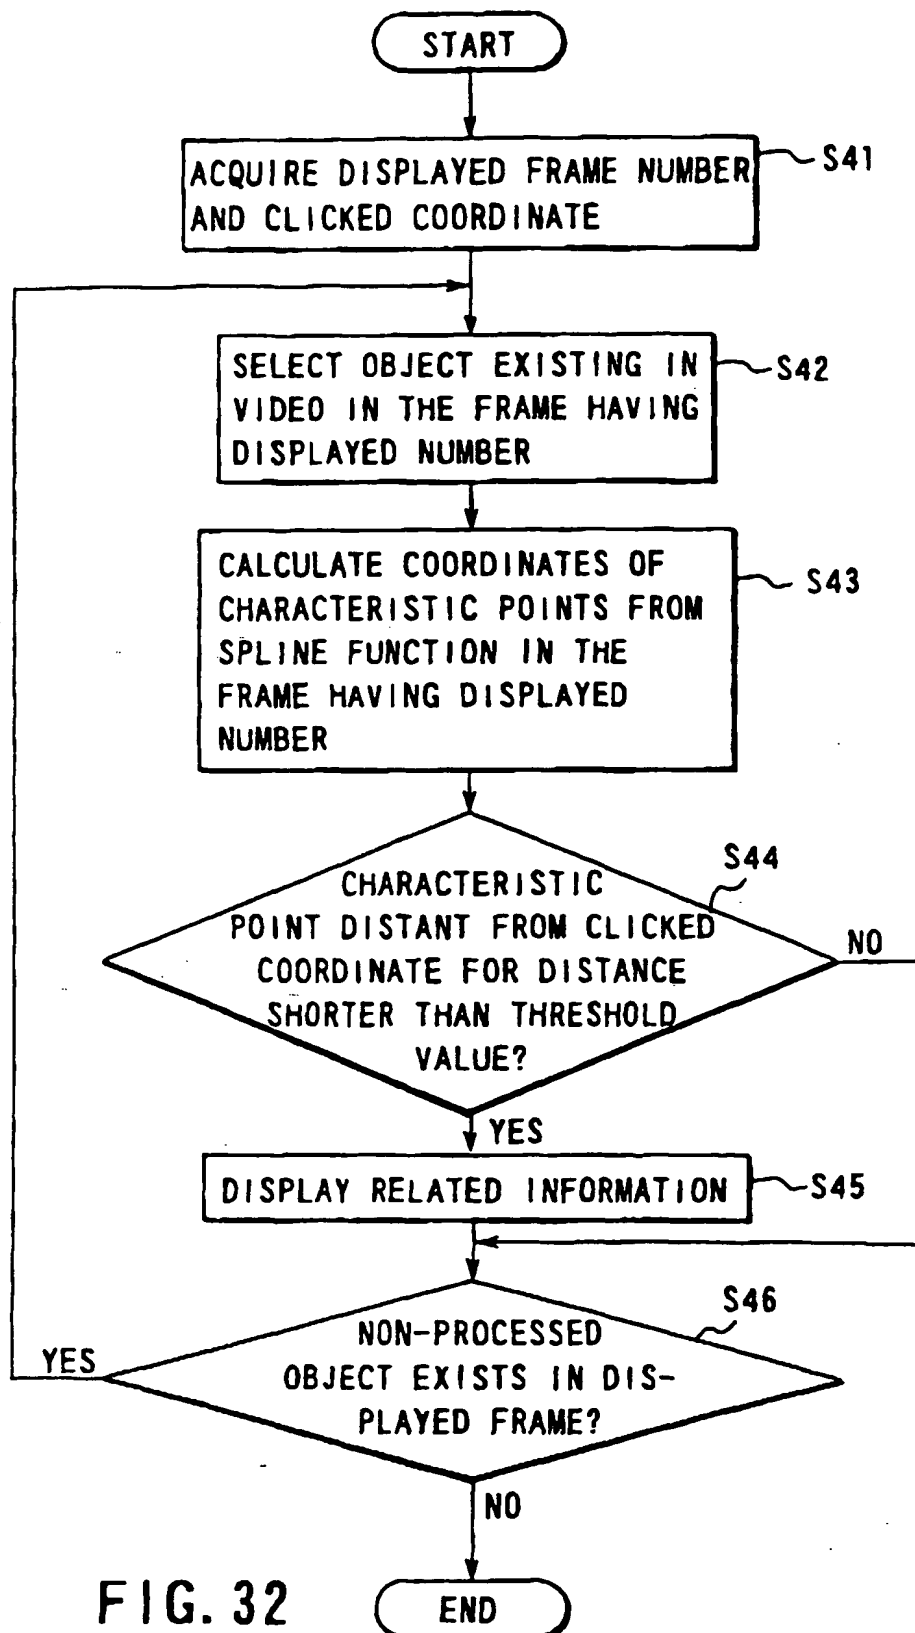 START
ACQUIRE DISPLAYED FRAME NUMBER
AND CLICKED COORDINATE
S41
SELECT OBJECT EXISTING IN
VIDEO IN THE FRAME HAVING
DISPLAYED NUMBER
S42
CALCULATE COORDINATES OF
CHARACTERISTIC POINTS FROM
SPLINE FUNCTION IN THE
FRAME HAVING DISPLAYED
NUMBER
S43
CHARACTERISTIC
POINT DISTANT FROM CLICKED
COORDINATE FOR DISTANCE
SHORTER THAN THRESHOLD
VALUE?
S44
NO
YES
DISPLAY RELATED INFORMATION
S45
NON-PROCESSED
OBJECT EXISTS IN DIS-
PLAYED FRAME?
S46
YES
NO
END
FIG. 32